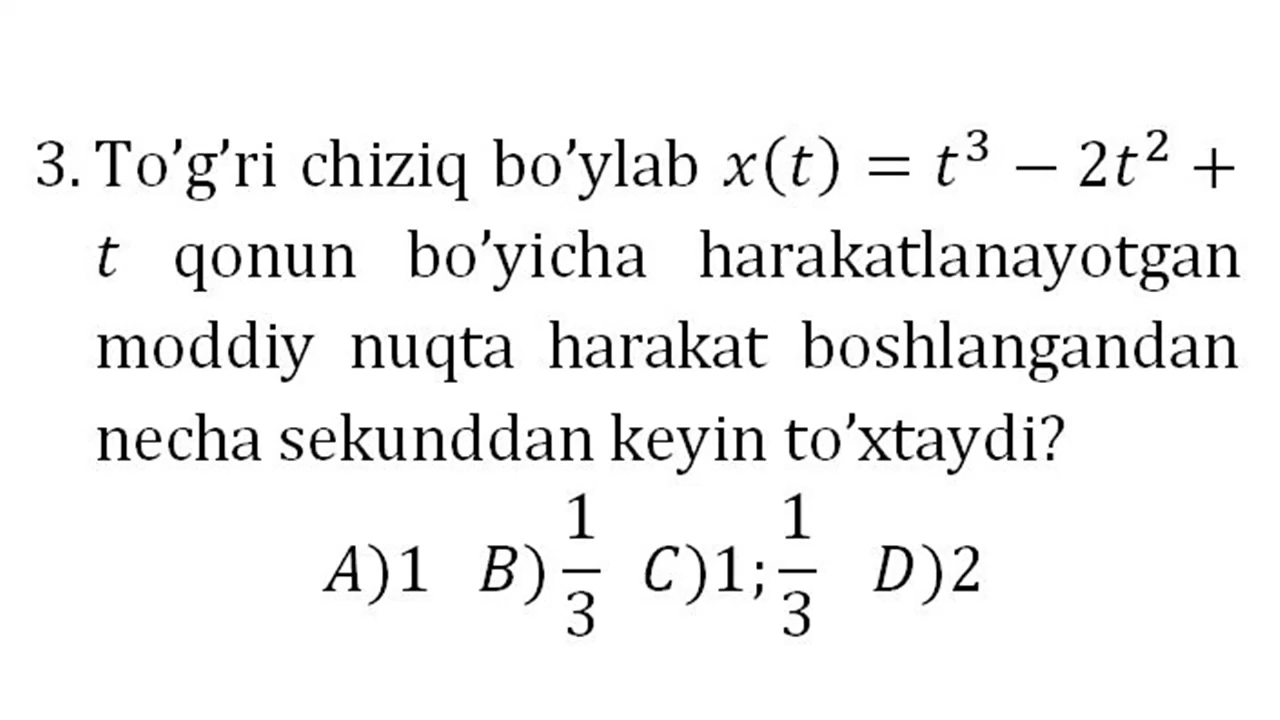 3. To’g’ri chiziq bo’ylab x(t) = t³ − 2t² +
t qonun bo’yicha harakatlanayotgan
moddiy nuqta harakat boshlangandan
necha sekunddan keyin to’xtaydi?
A)1 B)1/3 C)1;1/3 D)2